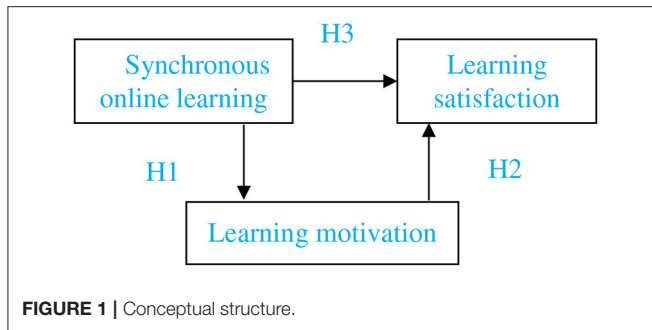 H3
Synchronous
online learning
Learning
satisfaction
H1
H2
Learning motivation
FIGURE 1 | Conceptual structure.